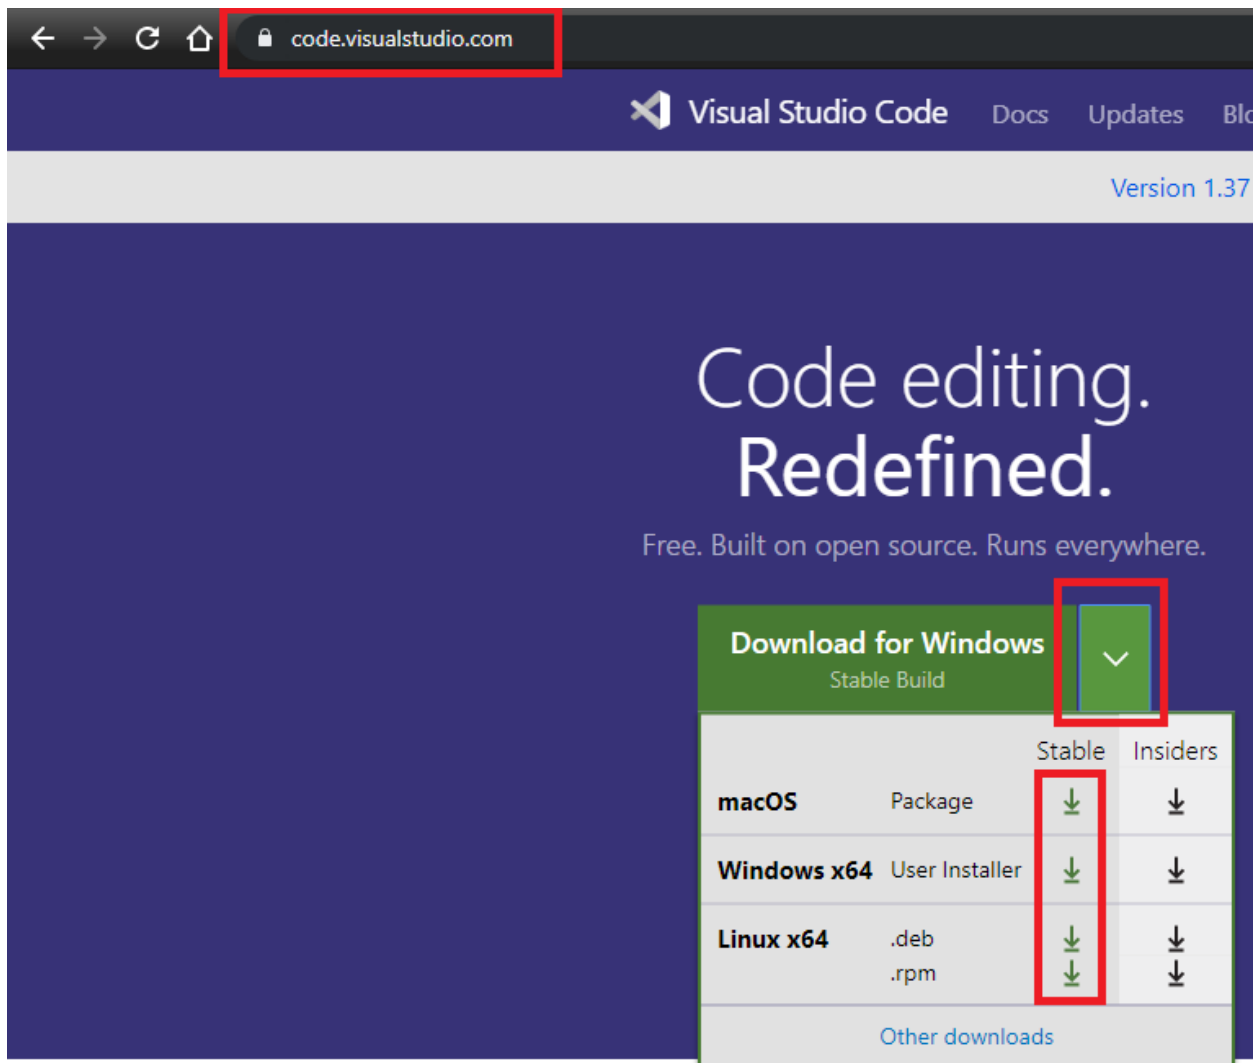 code.visualstudio.com
Visual Studio Code Docs Updates
Version 1.37
Code editing.
Redefined.
Free. Built on open source. Runs everywhere.
Download for Windows
Stable Build
Stable Insiders
macOS Package
Windows x64 User Installer
Linux x64 .deb
.rpm
Other downloads